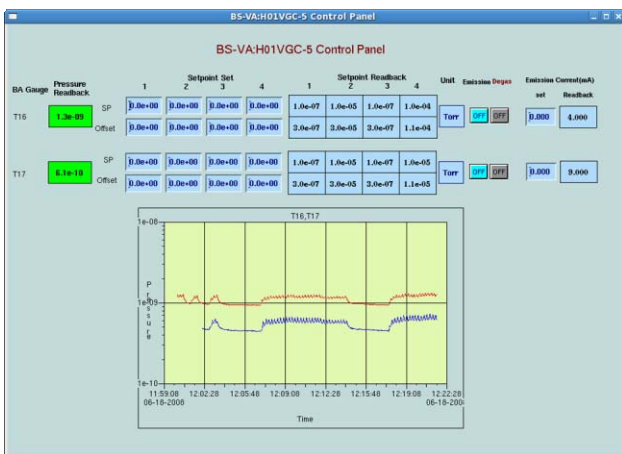 BS-VA:H01VGC-5 Control Panel
BS-VA:H01VGC-5 Control Panel
BA Gauge Pressure Readback Setpoint Set Setpoint Readback Unit Emission Degas Emission Current(mA)
1 2 3 4 1 2 3 4 set Readback
T16 1.3e-09 SP 0.0e+00 0.0e+00 0.0e+00 0.0e+00 1.0e-07 1.0e-05 1.0e-07 1.0e-04 Torr OFF OFF 0.000 4.000
Offset 0.0e+00 0.0e+00 0.0e+00 0.0e+00 3.0e-07 3.0e-05 3.0e-07 1.1e-04
T17 6.1e-10 SP 0.0e+00 0.0e+00 0.0e+00 0.0e+00 1.0e-07 1.0e-05 1.0e-07 1.0e-05 Torr OFF OFF 0.000 9.000
Offset 0.0e+00 0.0e+00 0.0e+00 0.0e+00 3.0e-07 3.0e-05 3.0e-07 1.1e-05
T16,T17
1e-08
Pressure
1e-09
1e-10
11:59:08 12:02:28 12:05:48 12:09:08 12:12:28 12:15:48 12:19:08 12:22:28
06-18-2008 06-18-200
Time